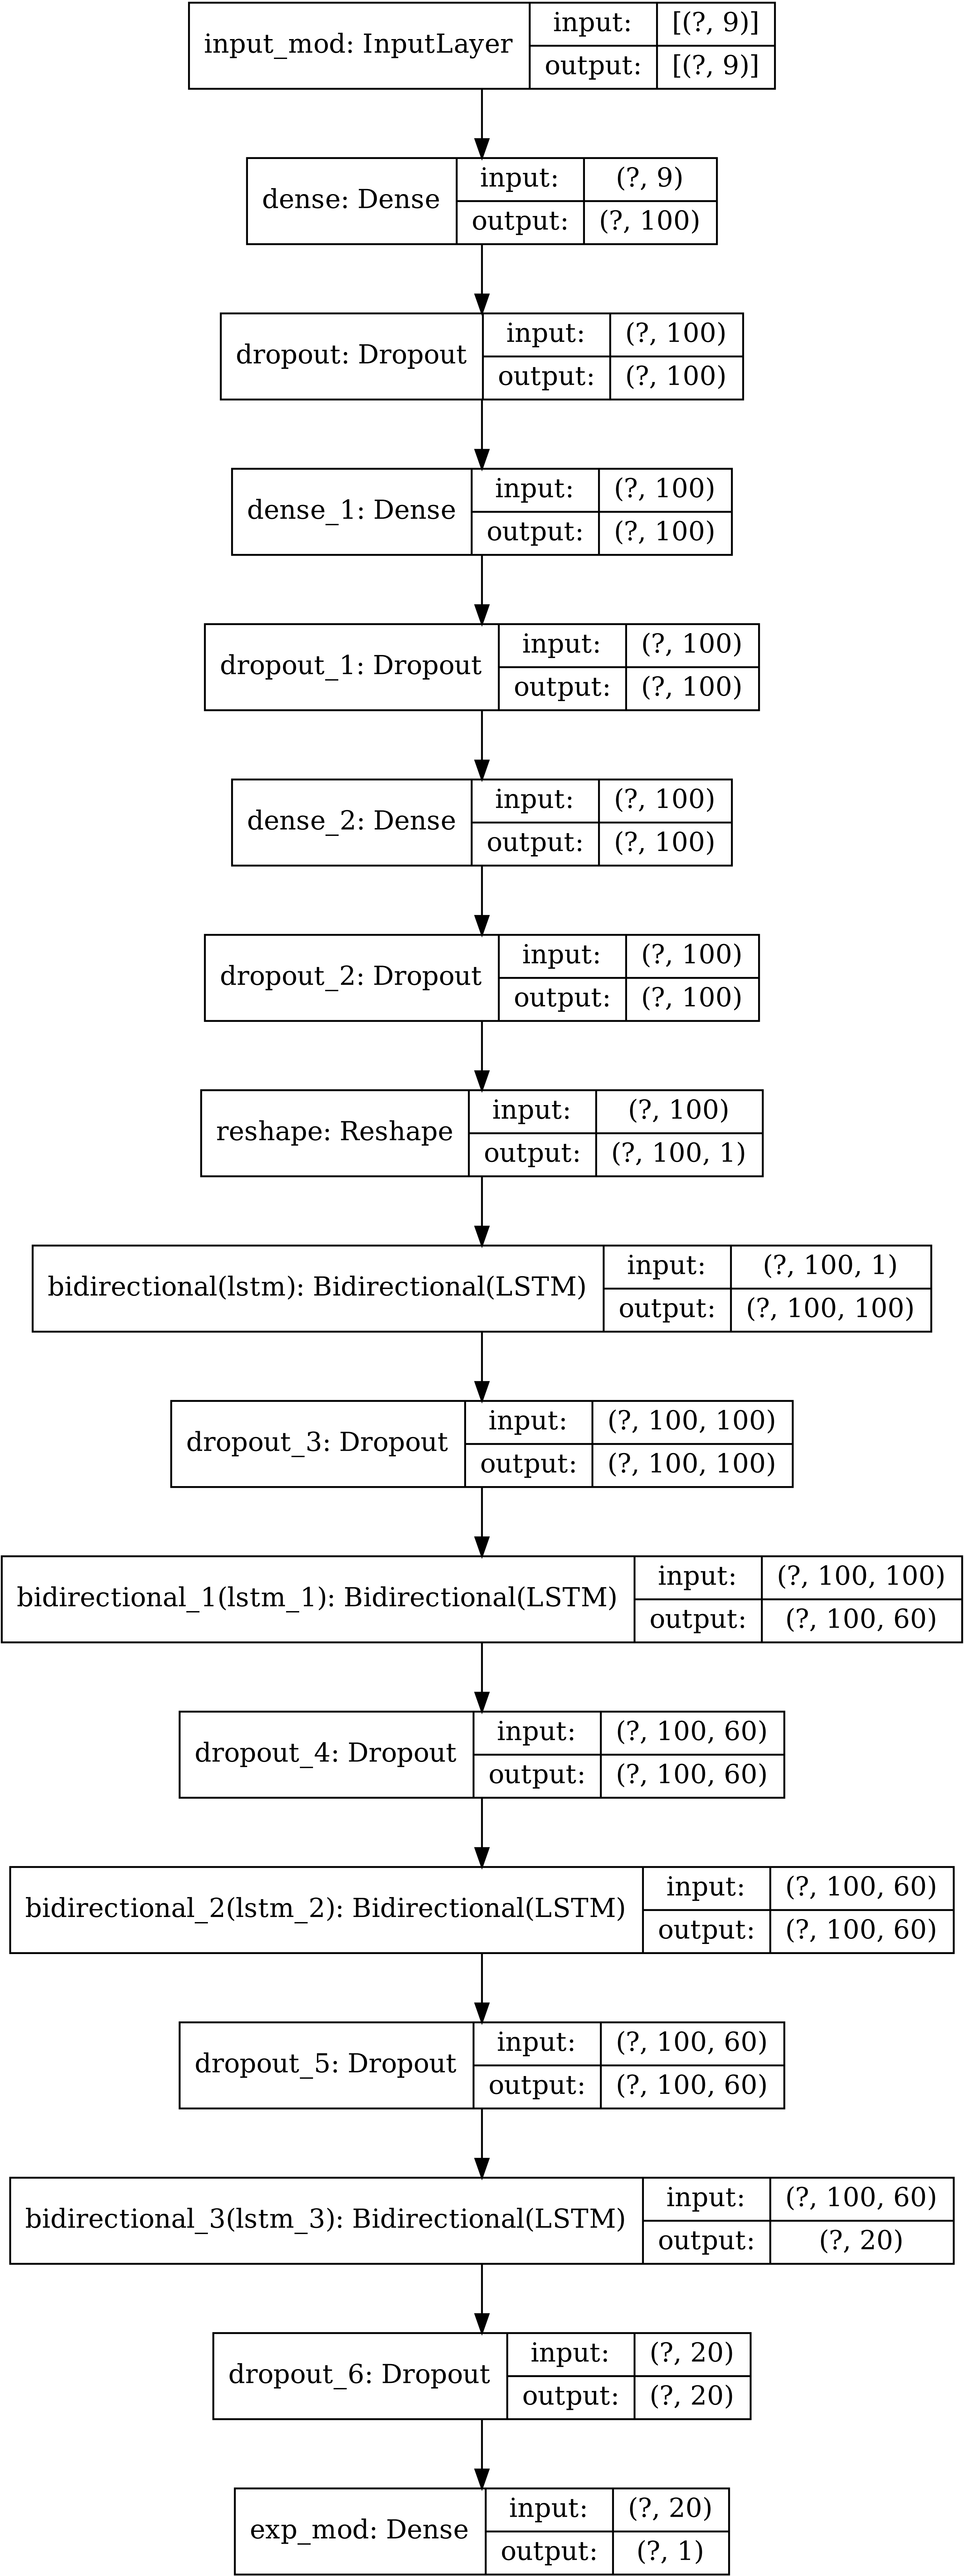 input_mod: InputLayer input: [(?, 9)]
output: [(?, 9)]
dense: Dense input: (?, 9)
output: (?, 100)
dropout: Dropout input: (?, 100)
output: (?, 100)
dense_1: Dense input: (?, 100)
output: (?, 100)
dropout_1: Dropout input: (?, 100)
output: (?, 100)
dense_2: Dense input: (?, 100)
output: (?, 100)
dropout_2: Dropout input: (?, 100)
output: (?, 100)
reshape: Reshape input: (?, 100)
output: (?, 100, 1)
bidirectional(lstm): Bidirectional(LSTM) input: (?, 100, 1)
output: (?, 100, 100)
dropout_3: Dropout input: (?, 100, 100)
output: (?, 100, 100)
bidirectional_1(lstm_1): Bidirectional(LSTM) input: (?, 100, 100)
output: (?, 100, 60)
dropout_4: Dropout input: (?, 100, 60)
output: (?, 100, 60)
bidirectional_2(lstm_2): Bidirectional(LSTM) input: (?, 100, 60)
output: (?, 100, 60)
dropout_5: Dropout input: (?, 100, 60)
output: (?, 100, 60)
bidirectional_3(lstm_3): Bidirectional(LSTM) input: (?, 100, 60)
output: (?, 20)
dropout_6: Dropout input: (?, 20)
output: (?, 20)
exp_mod: Dense input: (?, 20)
output: (?, 1)